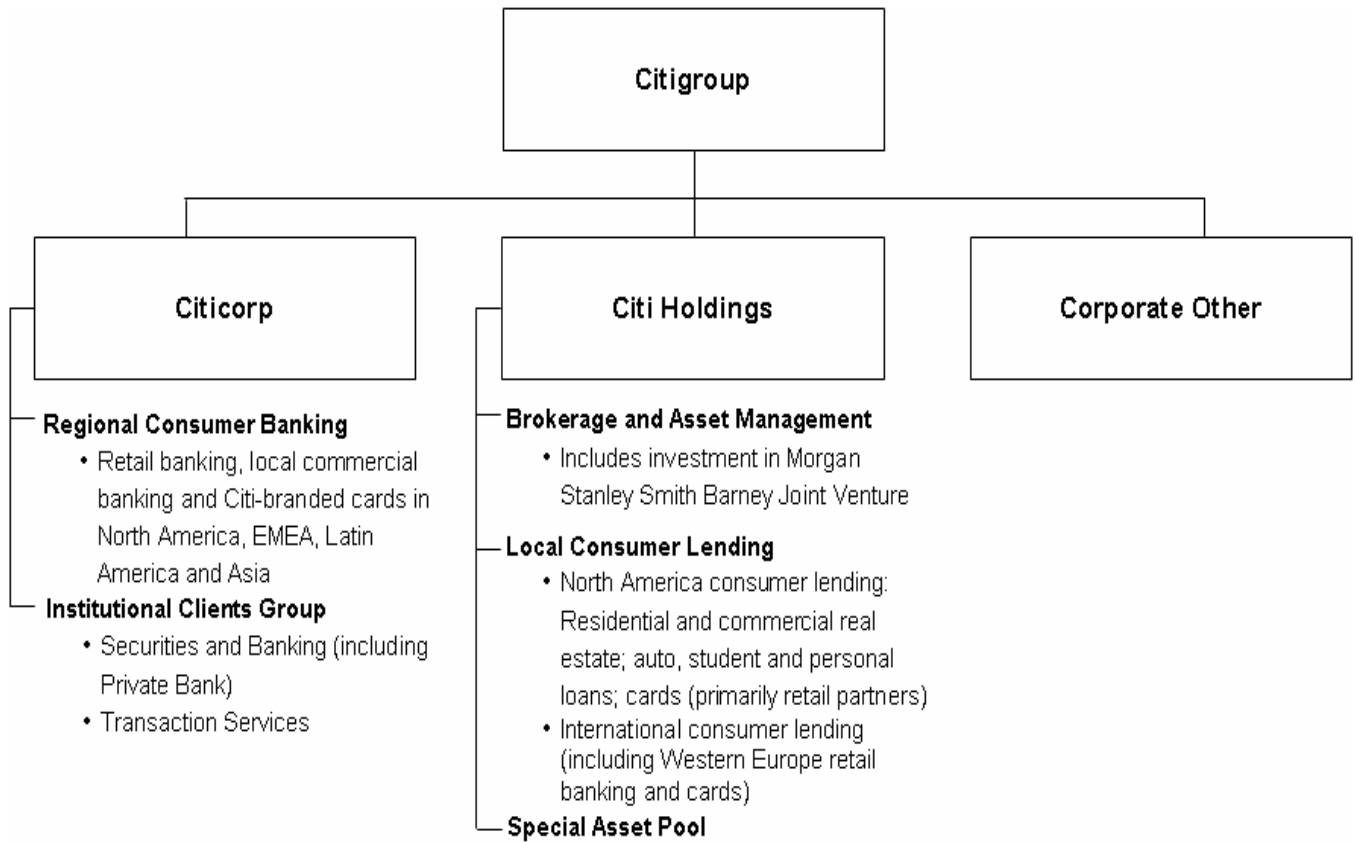 Citigroup
Citicorp
Citi Holdings
Corporate Other
Regional Consumer Banking
• Retail banking, local commercial
banking and Citi-branded cards in
North America, EMEA, Latin
America and Asia
Institutional Clients Group
• Securities and Banking (including
Private Bank)
• Transaction Services
Brokerage and Asset Management
• Includes investment in Morgan
Stanley Smith Barney Joint Venture
Local Consumer Lending
• North America consumer lending:
Residential and commercial real
estate; auto, student and personal
loans; cards (primarily retail partners)
• International consumer lending
(including Western Europe retail
banking and cards)
Special Asset Pool